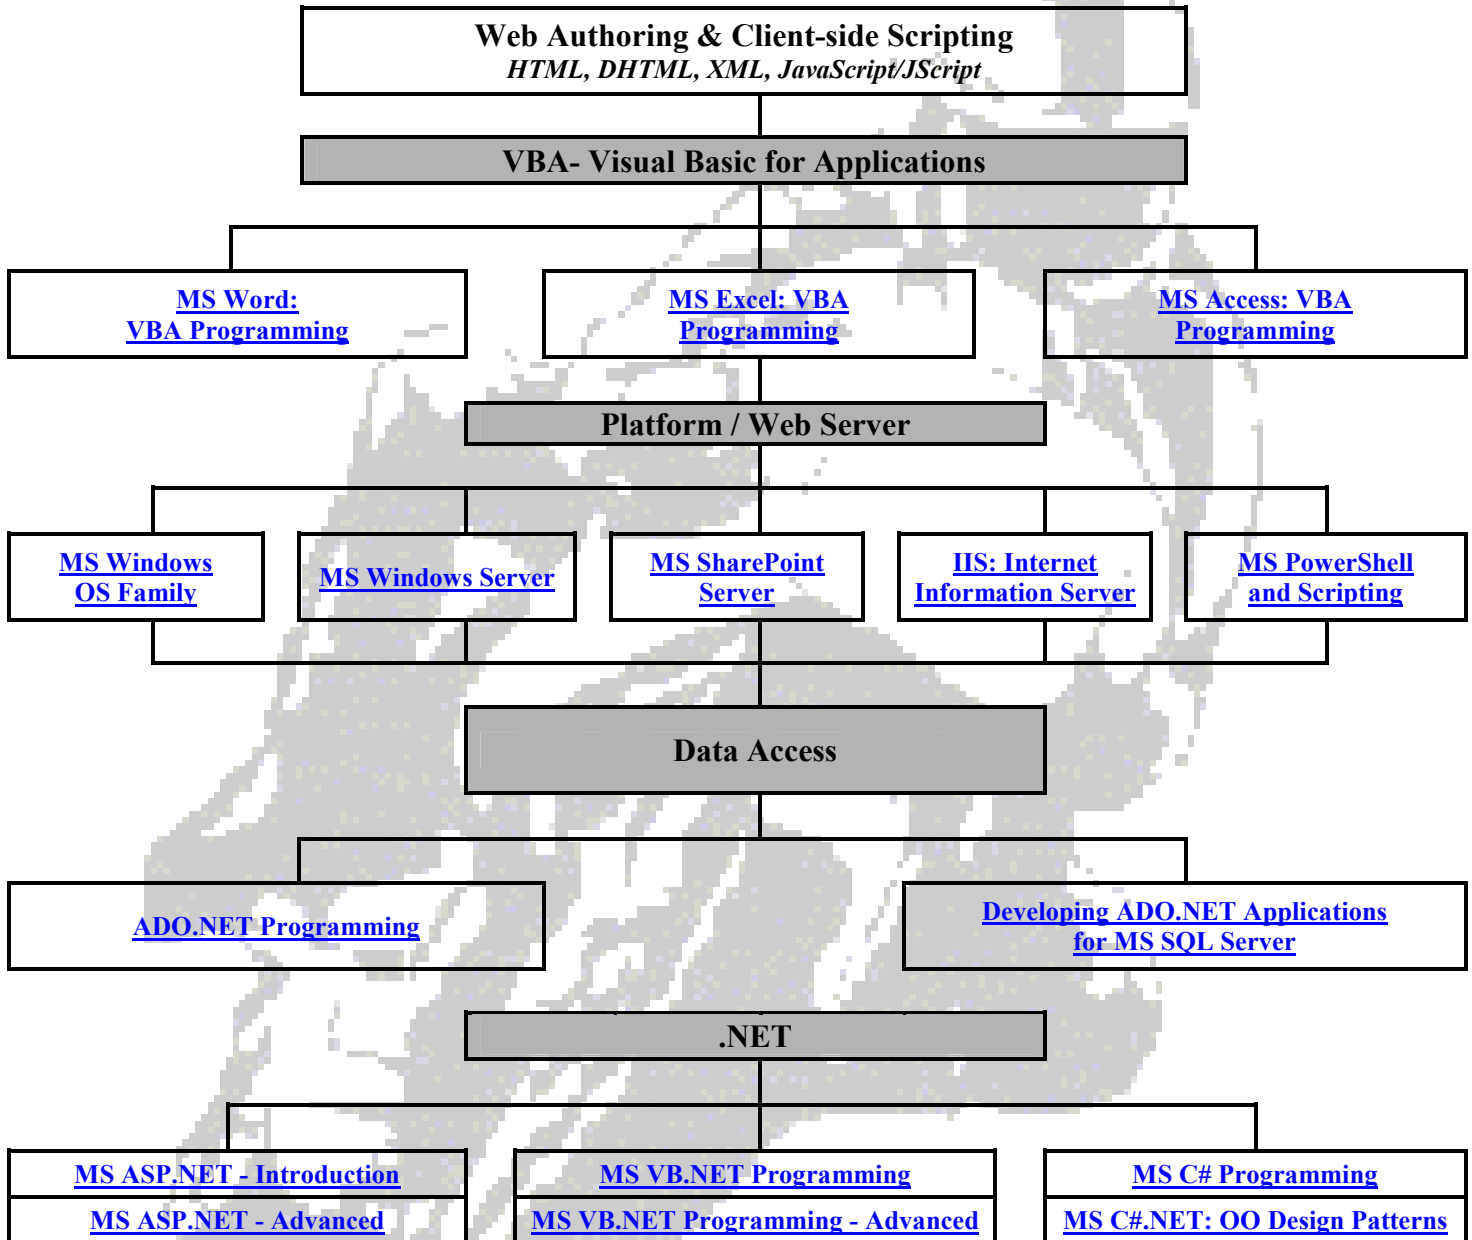 Web Authoring & Client-side Scripting
HTML, DHTML, XML, JavaScript/JScript
VBA- Visual Basic for Applications
MS Word:
VBA Programming
MS Excel: VBA
Programming
MS Access: VBA
Programming
Platform / Web Server
MS Windows
OS Family
MS Windows Server
MS SharePoint
Server
IIS: Internet
Information Server
MS PowerShell
and Scripting
Data Access
ADO.NET Programming
Developing ADO.NET Applications
for MS SQL Server
.NET
MS ASP.NET - Introduction
MS VB.NET Programming
MS C# Programming
MS ASP.NET - Advanced
MS VB.NET Programming - Advanced
MS C#.NET: OO Design Patterns